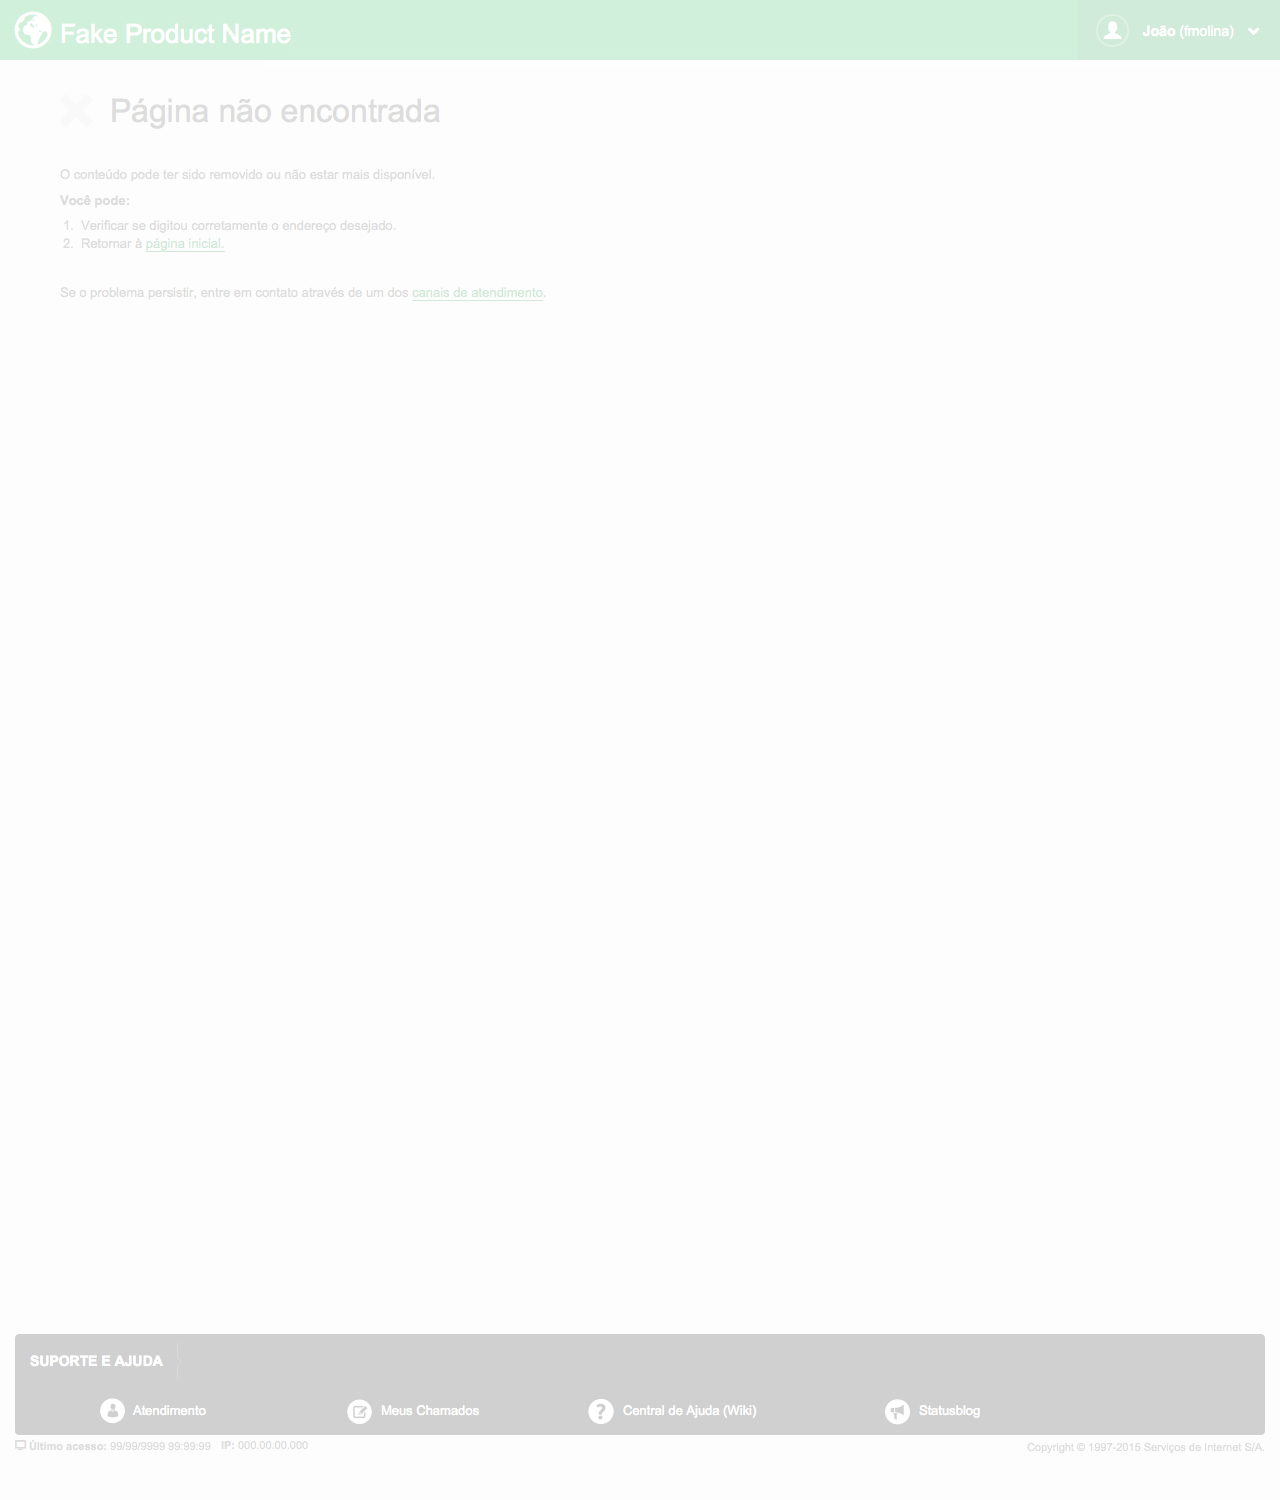 Fake Product Name
João (fmolina)
Página não encontrada
O conteúdo pode ter sido removido ou não estar mais disponível.
Você pode:
1. Verificar se digitou corretamente o endereço desejado.
2. Retornar à página inicial.
Se o problema persistir, entre em contato através de um dos canais de atendimento.
SUPORTE E AJUDA
Atendimento
Meus Chamados
Central de Ajuda (Wiki)
Statusblog
Último acesso: 99/99/9999 99:99:99 IP: 000.00.00.000
Copyright © 1997-2015 Serviços de Internet S/A.